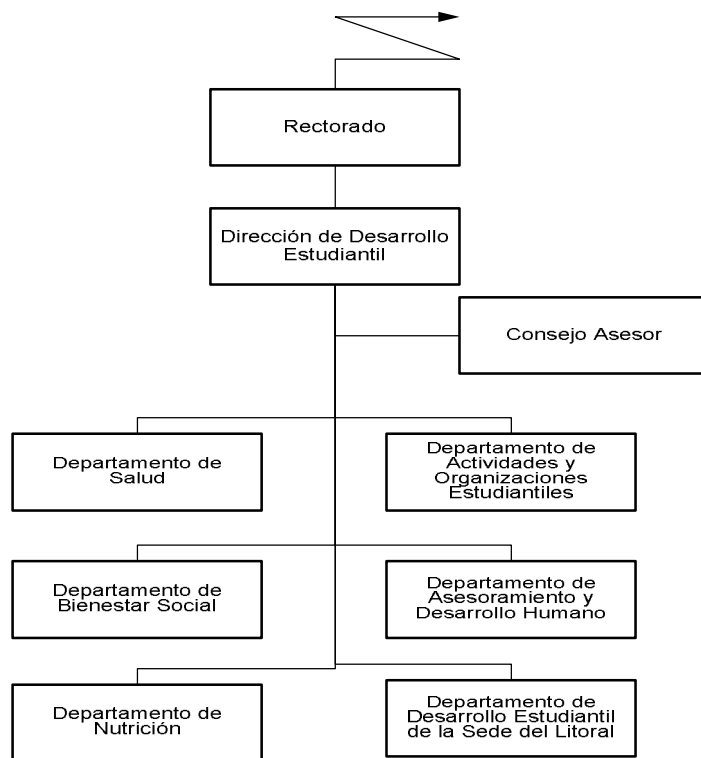 Rectorado
Dirección de Desarrollo
Estudiantil
Consejo Asesor
Departamento de
Salud
Departamento de
Actividades y
Organizaciones
Estudiantiles
Departamento de
Bienestar Social
Departamento de
Asesoramiento y
Desarrollo Humano
Departamento de
Nutrición
Departamento de
Desarrollo Estudiantil
de la Sede del Litoral